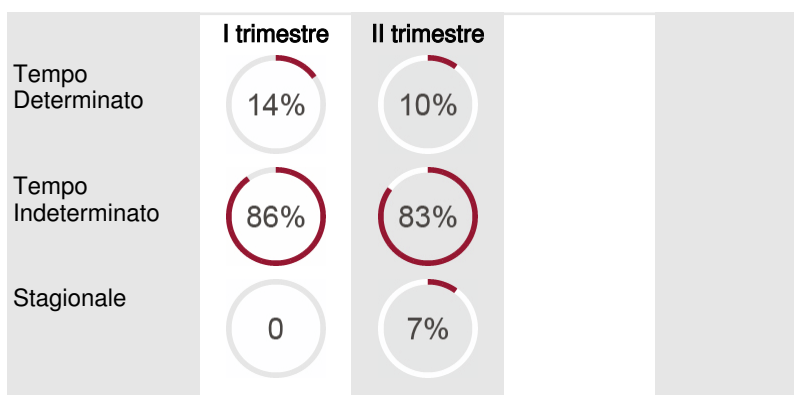 I trimestre II trimestre
Tempo
Determinato
14% 10%
Tempo
Indeterminato
86% 83%
Stagionale
0 7%